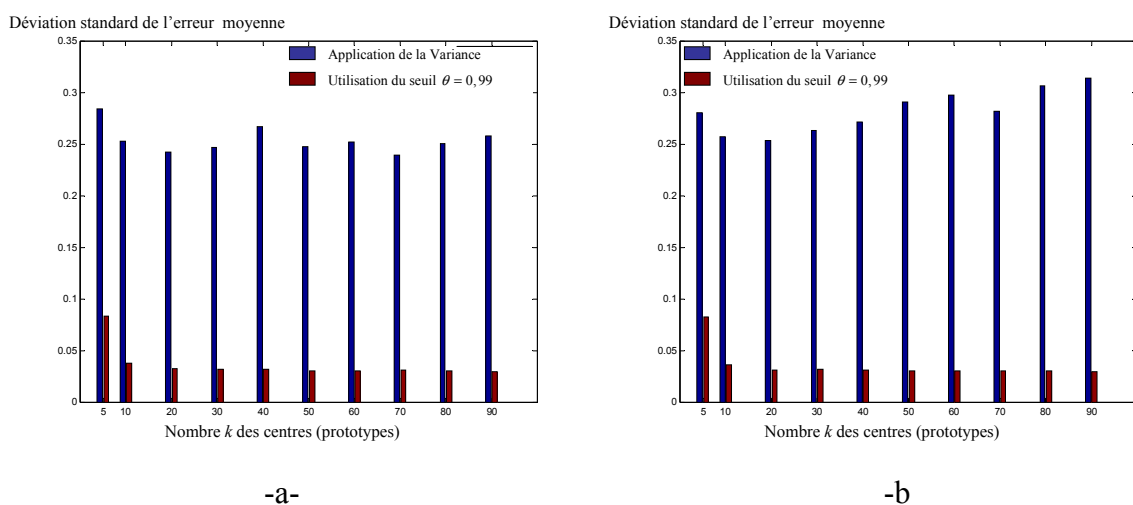 Déviation standard de l'erreur moyenne
0.35
Application de la Variance
Utilisation du seuil θ = 0,99
0.3
0.25
0.2
0.15
0.1
0.05
0
5 10 20 30 40 50 60 70 80 90
Nombre k des centres (prototypes)
-a-
Déviation standard de l'erreur moyenne
0.35
Application de la Variance
Utilisation du seuil θ = 0,99
0.3
0.25
0.2
0.15
0.1
0.05
0
5 10 20 30 40 50 60 70 80 90
Nombre k des centres (prototypes)
-b